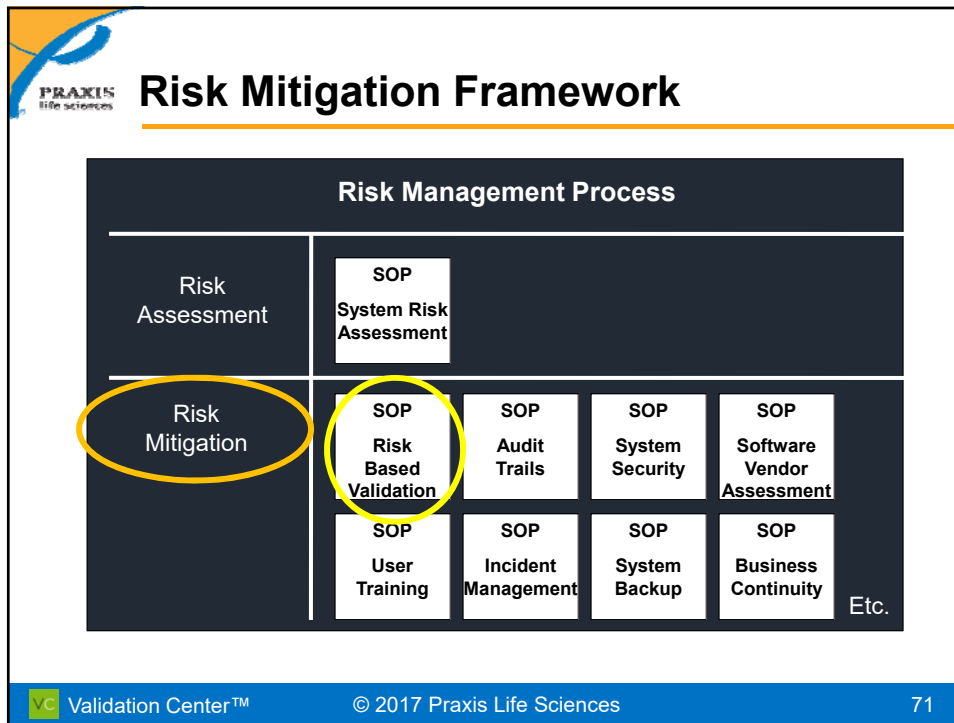 PRAXIS
life sciences
Risk Mitigation Framework
Risk Management Process
Risk
Assessment
SOP
System Risk
Assessment
Risk
Mitigation
SOP
Risk
Based
Validation
SOP
Audit
Trails
SOP
System
Security
SOP
Software
Vendor
Assessment
SOP
User
Training
SOP
Incident
Management
SOP
System
Backup
SOP
Business
Continuity
Etc.
VC Validation Center™ © 2017 Praxis Life Sciences 71